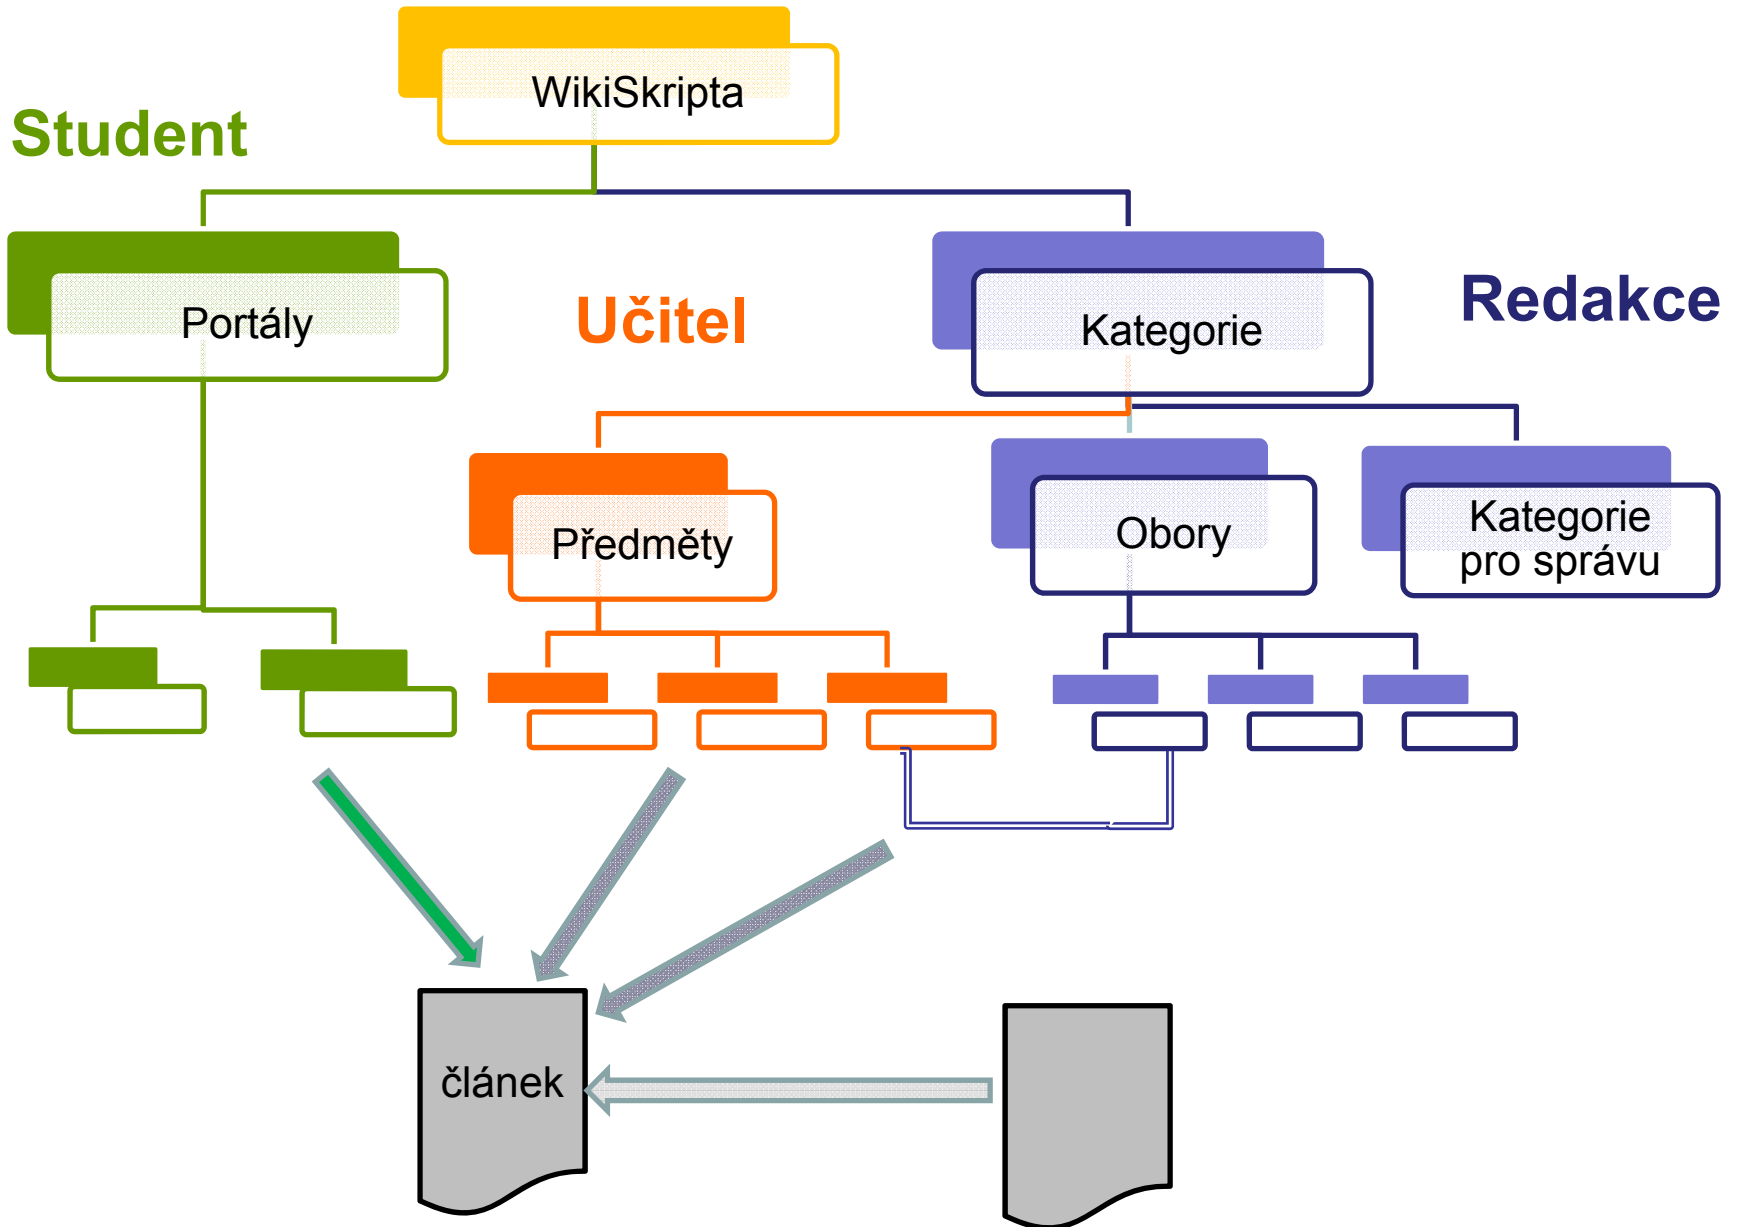 WikiSkripta
Student
Portály
Učitel
Kategorie
Redakce
Předměty
Obory
Kategorie
pro správu
článek